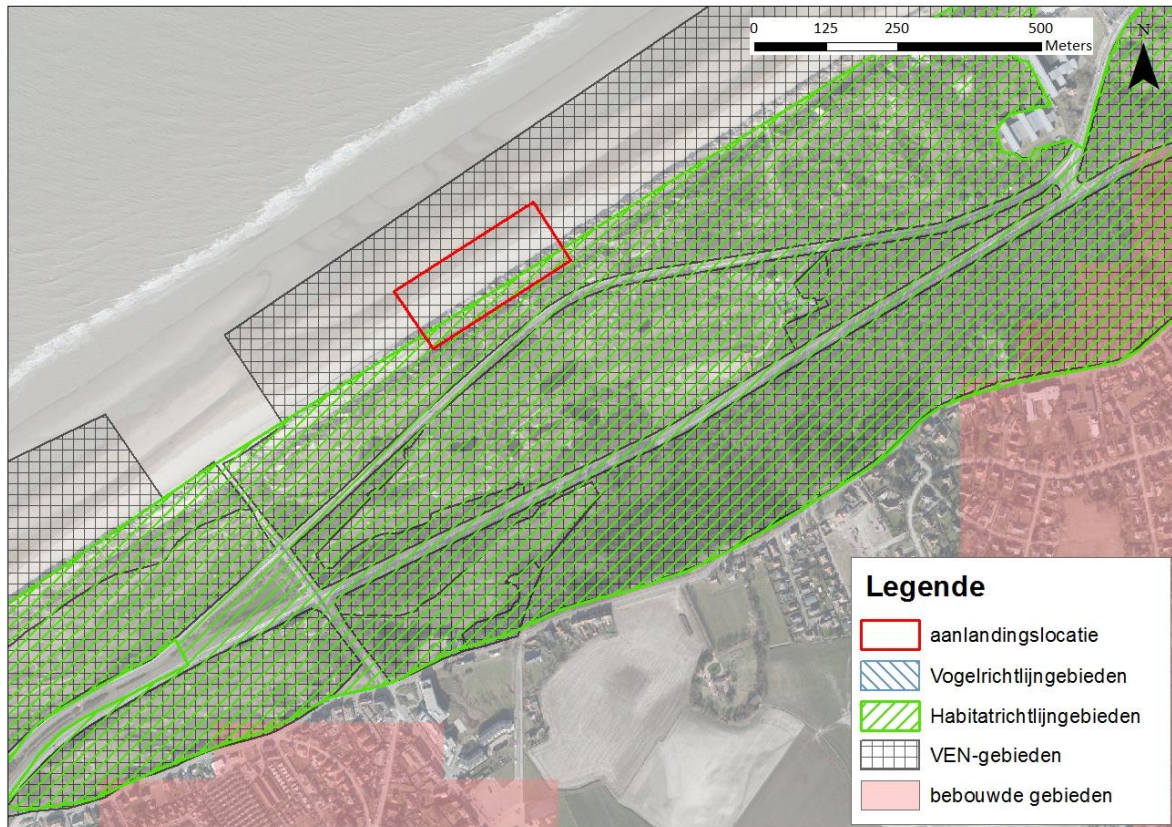 0 125 250 500
Meters
N
Legende
aanlandingslocatie
Vogelrichtlijngebieden
Habitatrichtlijngebieden
VEN-gebieden
bebouwde gebieden